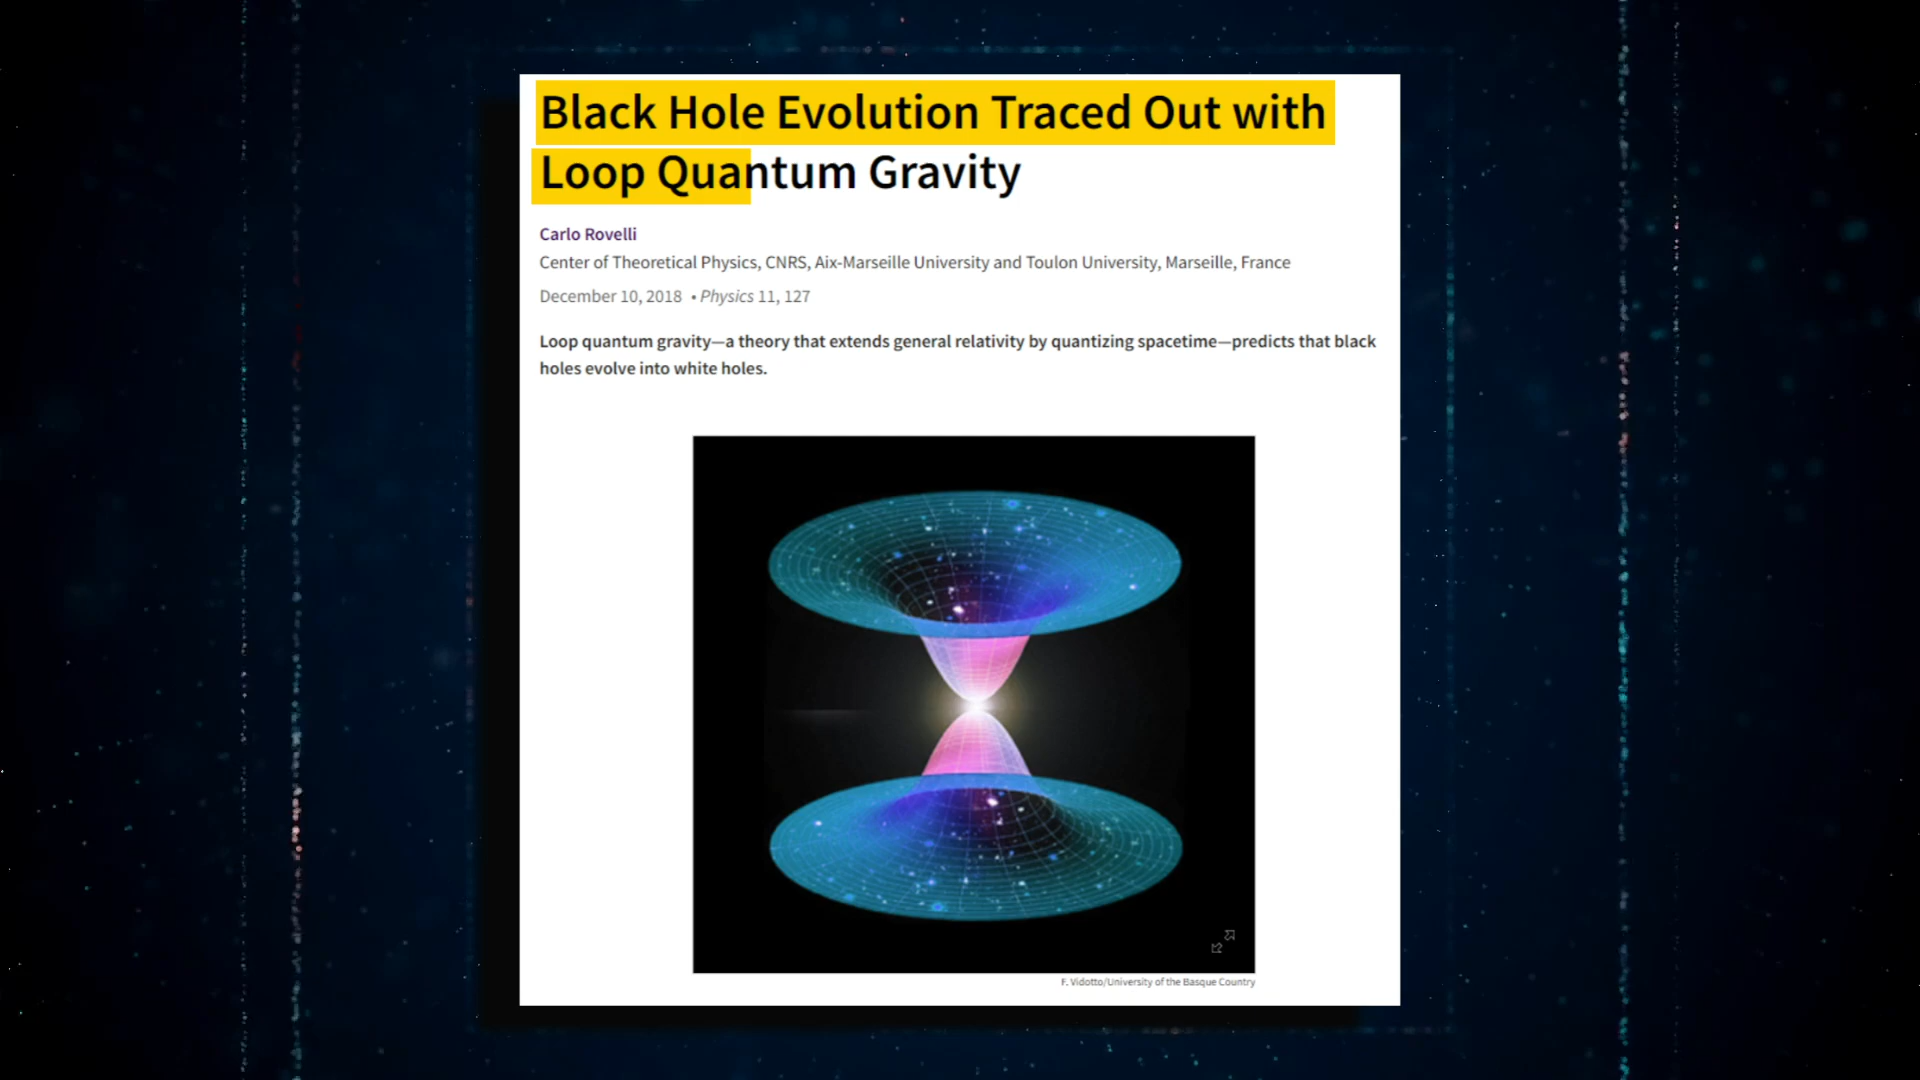 Black Hole Evolution Traced Out with
Loop Quantum Gravity
Carlo Rovelli
Center of Theoretical Physics, CNRS, Aix-Marseille University and Toulon University, Marseille, France
December 10, 2018 • Physics 11, 127
Loop quantum gravity—a theory that extends general relativity by quantizing spacetime—predicts that black
holes evolve into white holes.
F. Vidotto/University of the Basque Country